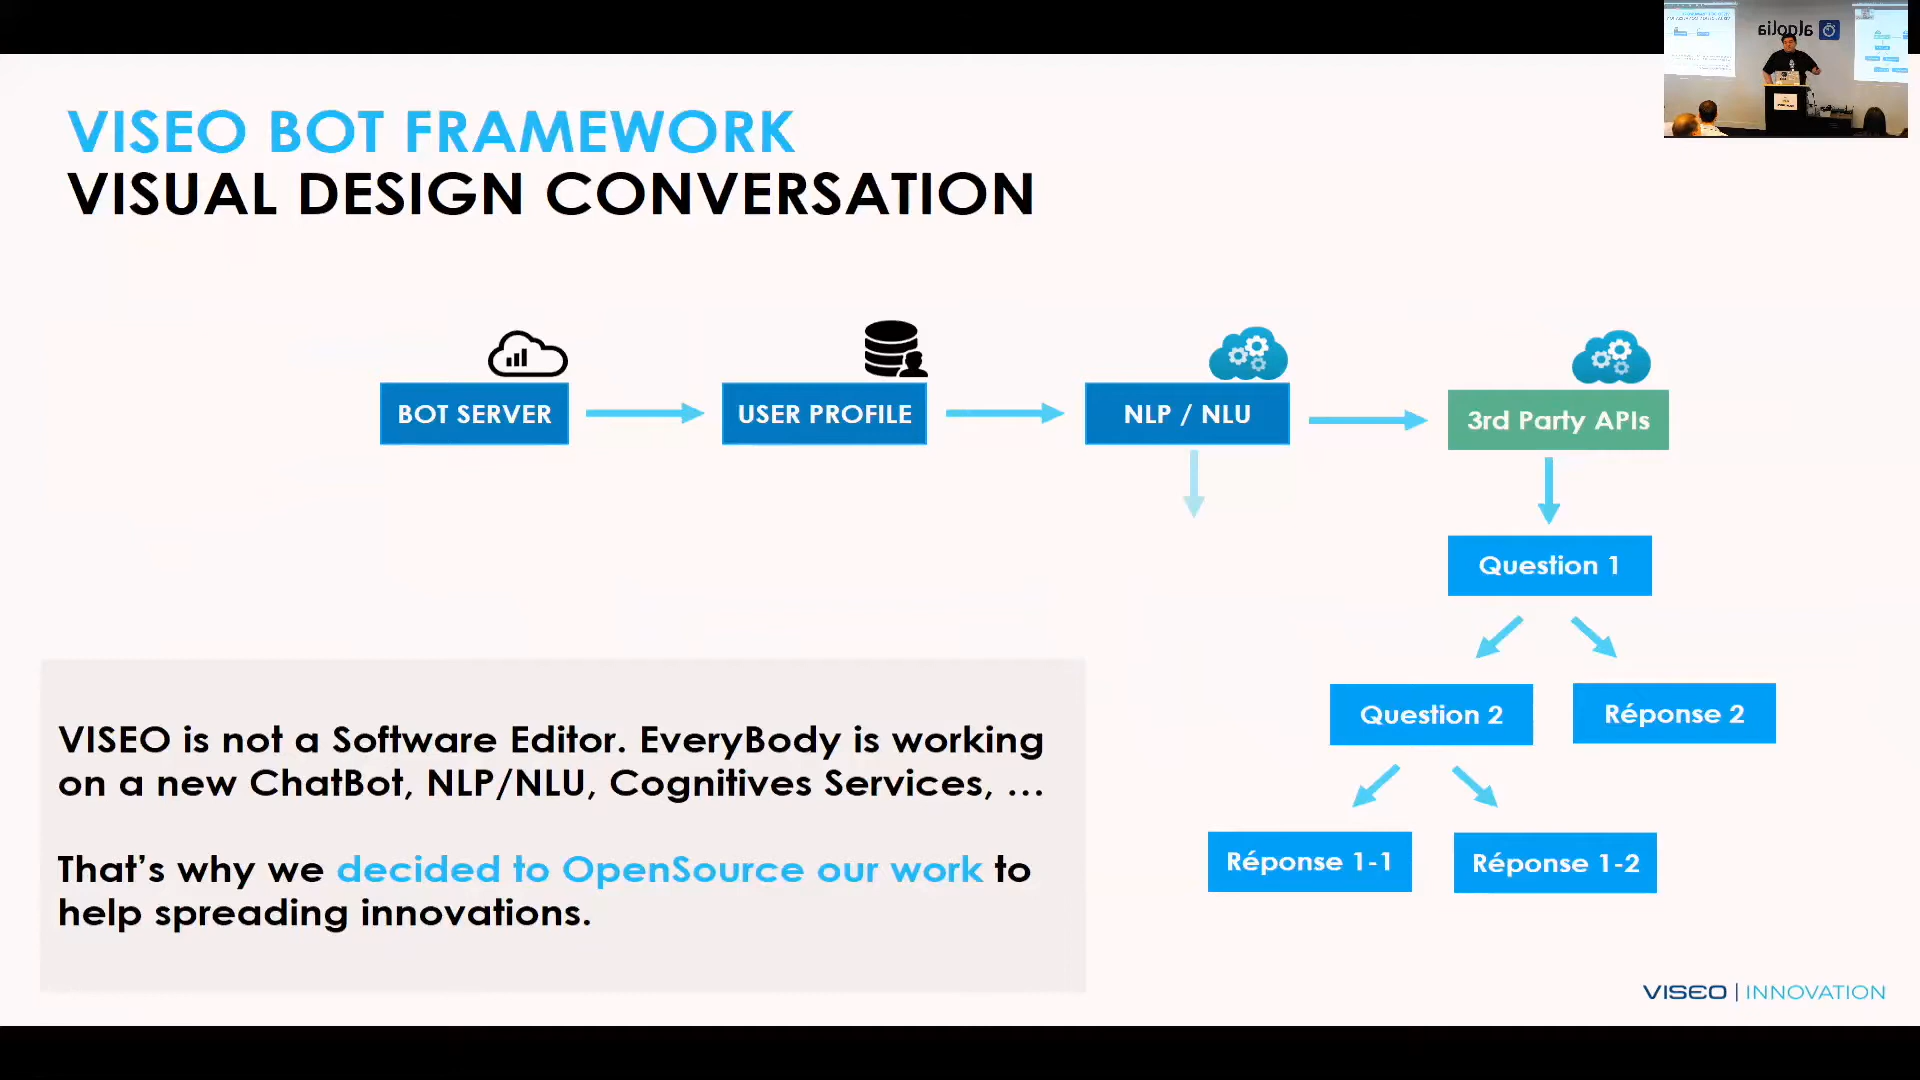 VISEO BOT FRAMEWORK
VISUAL DESIGN CONVERSATION
BOT SERVER
USER PROFILE
NLP / NLU
3rd Party APIs
Question 1
Question 2
Réponse 2
Réponse 1-1
Réponse 1-2
VISEO is not a Software Editor. EveryBody is working
on a new ChatBot, NLP/NLU, Cognitives Services, ...
That's why we decided to OpenSource our work to
help spreading innovations.
VISEO | INNOVATION
algolia